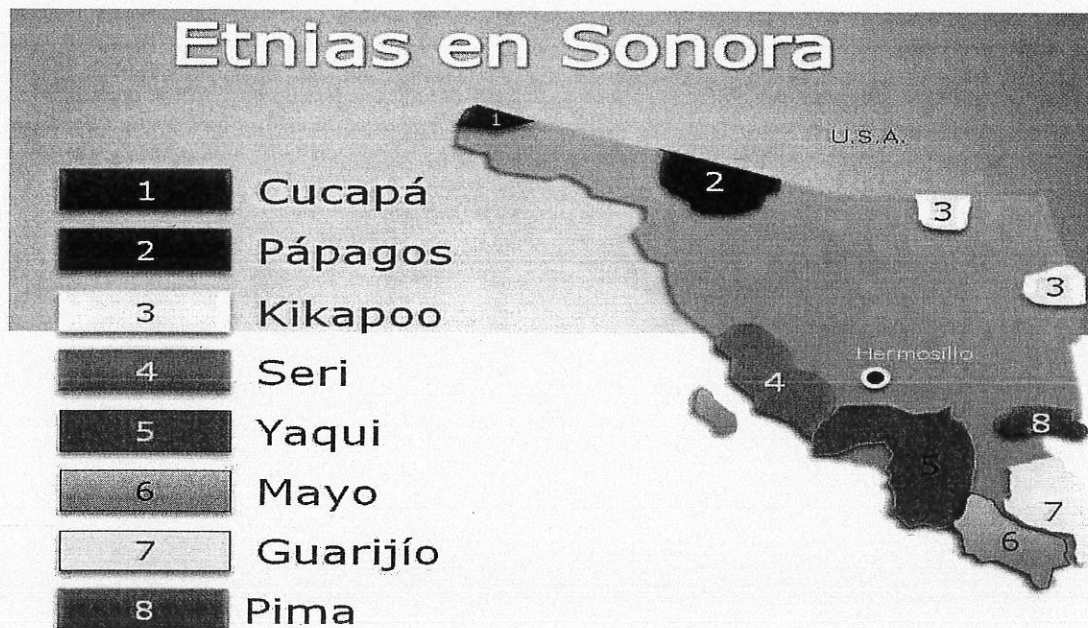 Etnias en Sonora
1 Cucapá
2 Pápagos
3 Kikapoo
4 Seri
5 Yaqui
6 Mayo
7 Guarijío
8 Pima
1
U.S.A.
2
3
3
Hermosillo
4
8
5
7
6